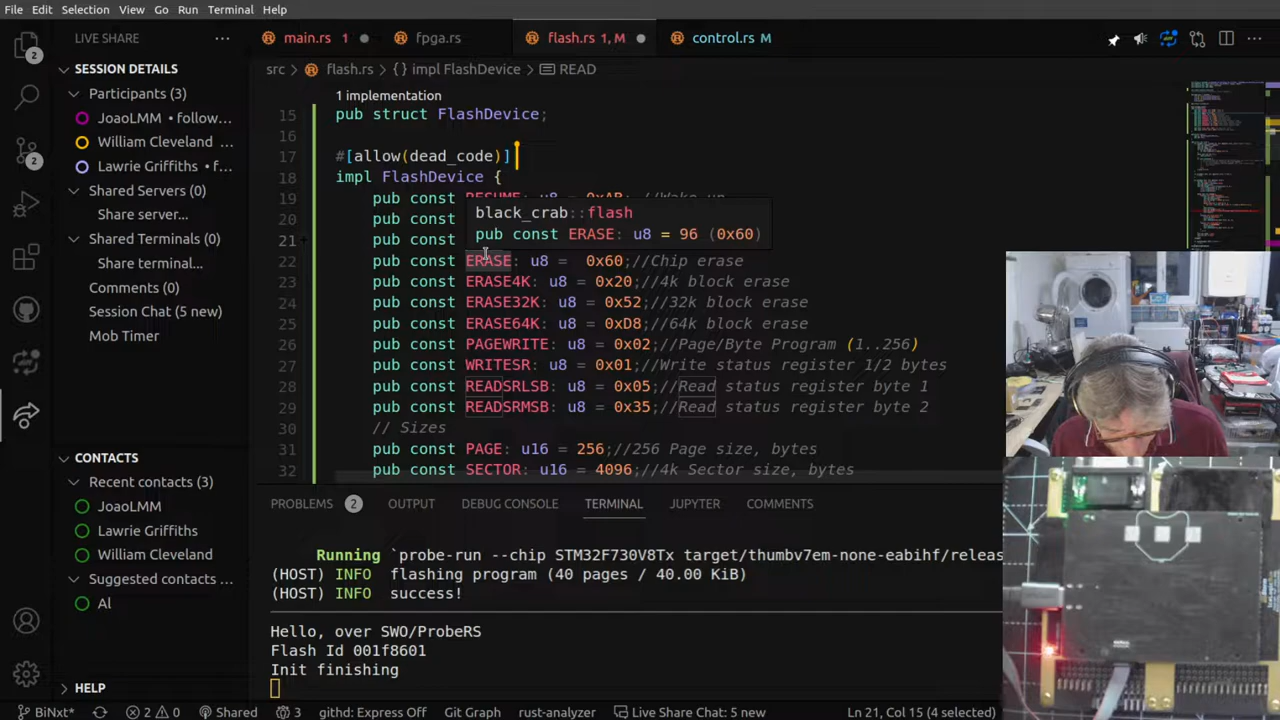 File Edit Selection View Go Run Terminal Help
LIVE SHARE ···
main.rs 1 fpga.rs flash.rs 1, M control.rs M
src > flash.rs > {} impl FlashDevice > READ
SESSION DETAILS
Participants (3)
JoaoLMM • follow...
William Cleveland
Lawrie Griffiths • f...
Shared Servers (0)
Share server...
Shared Terminals (0)
Share terminal...
Comments (0)
Session Chat (5 new)
Mob Timer
CONTACTS
Recent contacts (3)
JoaoLMM
Lawrie Griffiths
William Cleveland
Suggested contacts ...
Al
HELP
2
2
1 implementation
15 pub struct FlashDevice;
16
17 #[allow(dead_code)]
18 impl FlashDevice {
19 pub const RESUME: u8 = 0xAB; //Wake up
20 pub const
21 pub const
black_crab::flash
pub const ERASE: u8 = 96 (0x60)
22 pub const ERASE: u8 = 0x60;//Chip erase
23 pub const ERASE4K: u8 = 0x20;//4k block erase
24 pub const ERASE32K: u8 = 0x52;//32k block erase
25 pub const ERASE64K: u8 = 0xD8;//64k block erase
26 pub const PAGEWRITE: u8 = 0x02;//Page/Byte Program (1..256)
27 pub const WRITESR: u8 = 0x01;//Write status register 1/2 bytes
28 pub const READSRLSB: u8 = 0x05;//Read status register byte 1
29 pub const READSRMSB: u8 = 0x35;//Read status register byte 2
30 // Sizes
31 pub const PAGE: u16 = 256;//256 Page size, bytes
32 pub const SECTOR: u16 = 4096;//4k Sector size, bytes
PROBLEMS 2 OUTPUT DEBUG CONSOLE TERMINAL JUPYTER COMMENTS
Running `probe-run --chip STM32F730V8Tx target/thumbv7em-none-eabihf/releas
(HOST) INFO flashing program (40 pages / 40.00 KiB)
(HOST) INFO success!
Hello, over SWO/ProbeRS
Flash Id 001f8601
Init finishing
BiNxt* 2 0 Shared 3 githd: Express Off Git Graph rust-analyzer Live Share Chat: 5 new Ln 21, Col 15 (4 selected)